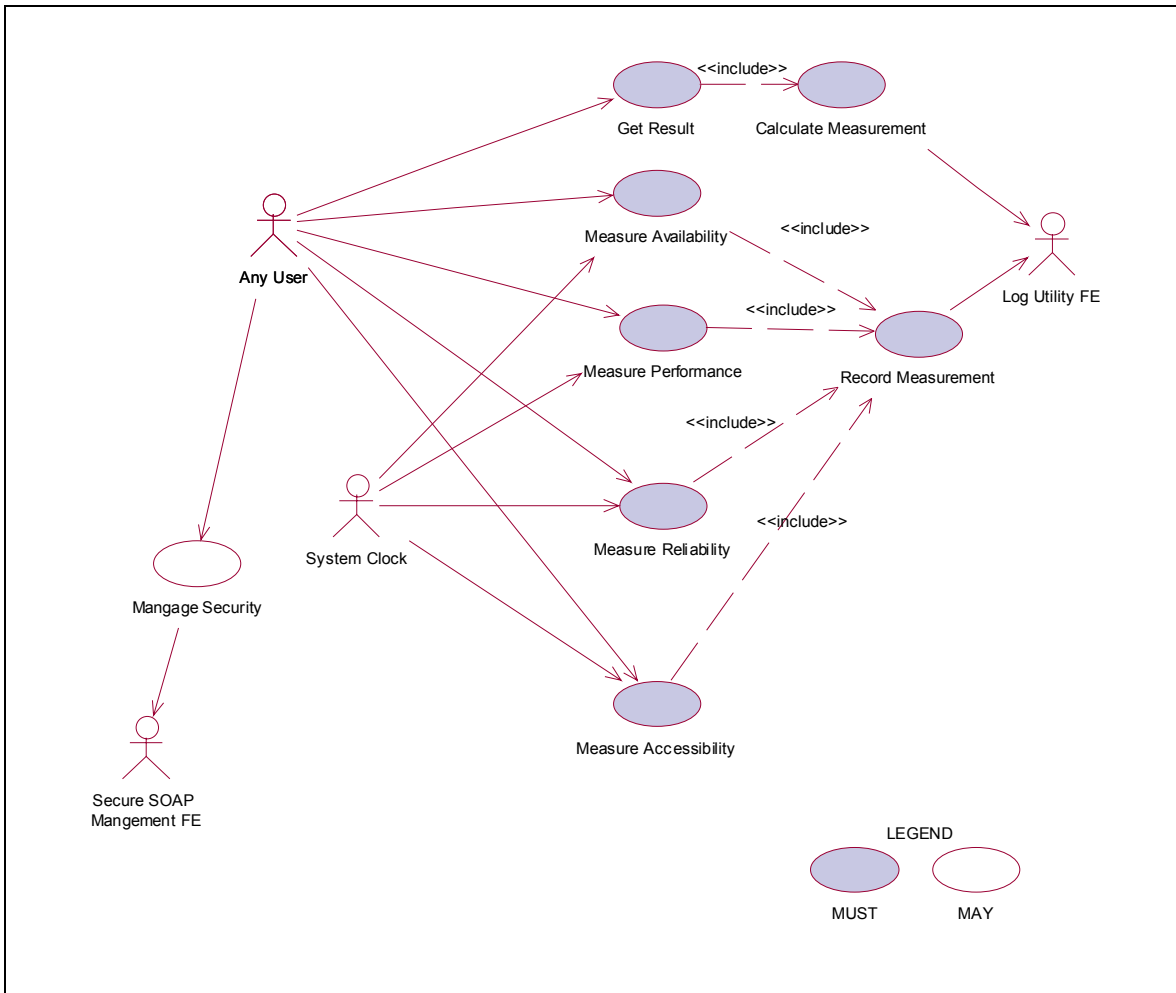 <<include>>
Get Result
Calculate Measurement
Measure Availability
<<include>>
Any User
Log Utility FE
<<include>>
Measure Performance
Record Measurement
<<include>>
<<include>>
Measure Reliability
System Clock
Mangage Security
Measure Accessibility
Secure SOAP
Mangement FE
LEGEND
MUST
MAY